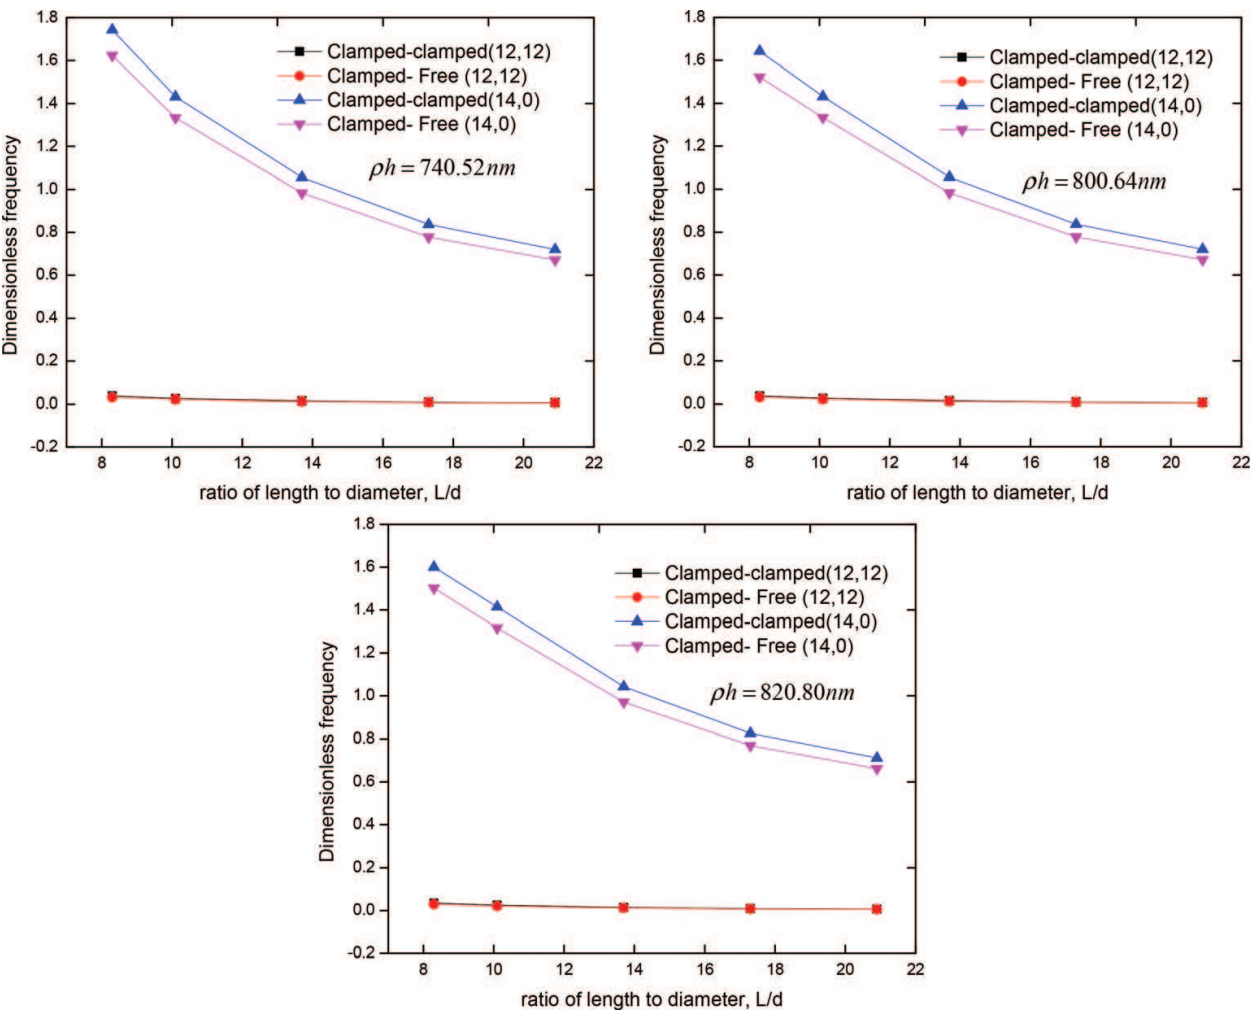 1.8
1.6
1.4
1.2
1.0
0.8
0.6
0.4
0.2
0.0
-0.2
Dimensionless frequency
Clamped-clamped(12,12)
Clamped- Free (12,12)
Clamped-clamped(14,0)
Clamped- Free (14,0)
ρh = 740.52nm
8 10 12 14 16 18 20 22
ratio of length to diameter, L/d
1.8
1.6
1.4
1.2
1.0
0.8
0.6
0.4
0.2
0.0
-0.2
Dimensionless frequency
Clamped-clamped(12,12)
Clamped- Free (12,12)
Clamped-clamped(14,0)
Clamped- Free (14,0)
ρh = 800.64nm
8 10 12 14 16 18 20 22
ratio of length to diameter, L/d
1.8
1.6
1.4
1.2
1.0
0.8
0.6
0.4
0.2
0.0
-0.2
Dimensionless frequency
Clamped-clamped(12,12)
Clamped- Free (12,12)
Clamped-clamped(14,0)
Clamped- Free (14,0)
ρh = 820.80nm
8 10 12 14 16 18 20 22
ratio of length to diameter, L/d